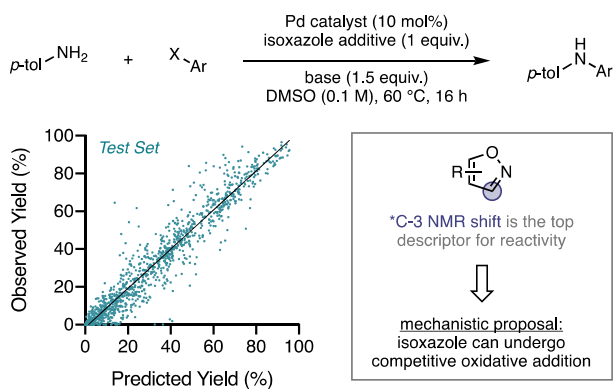 Pd catalyst (10 mol%)
isoxazole additive (1 equiv.)
p-tol NH2 + X Ar
base (1.5 equiv.)
DMSO (0.1 M), 60 °C, 16 h
p-tol H N Ar
Test Set
Observed Yield (%)
100
80
60
40
20
0
0 20 40 60 80 100
Predicted Yield (%)
R O N
*C-3 NMR shift is the top
descriptor for reactivity
mechanistic proposal:
isoxazole can undergo
competitive oxidative addition